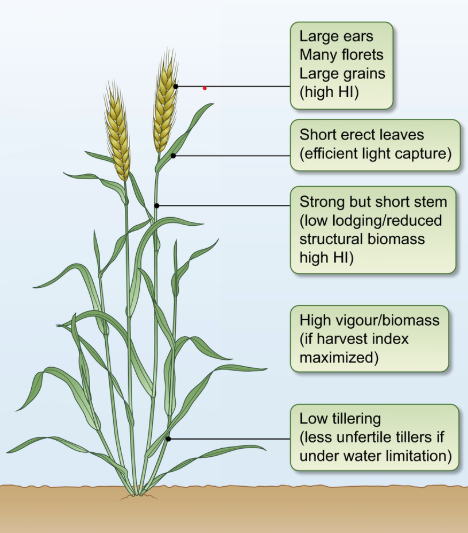 Large ears
Many florets
Large grains
(high HI)
Short erect leaves
(efficient light capture)
Strong but short stem
(low lodging/reduced
structural biomass
high HI)
High vigour/biomass
(if harvest index
maximized)
Low tillering
(less unfertile tillers if
under water limitation)